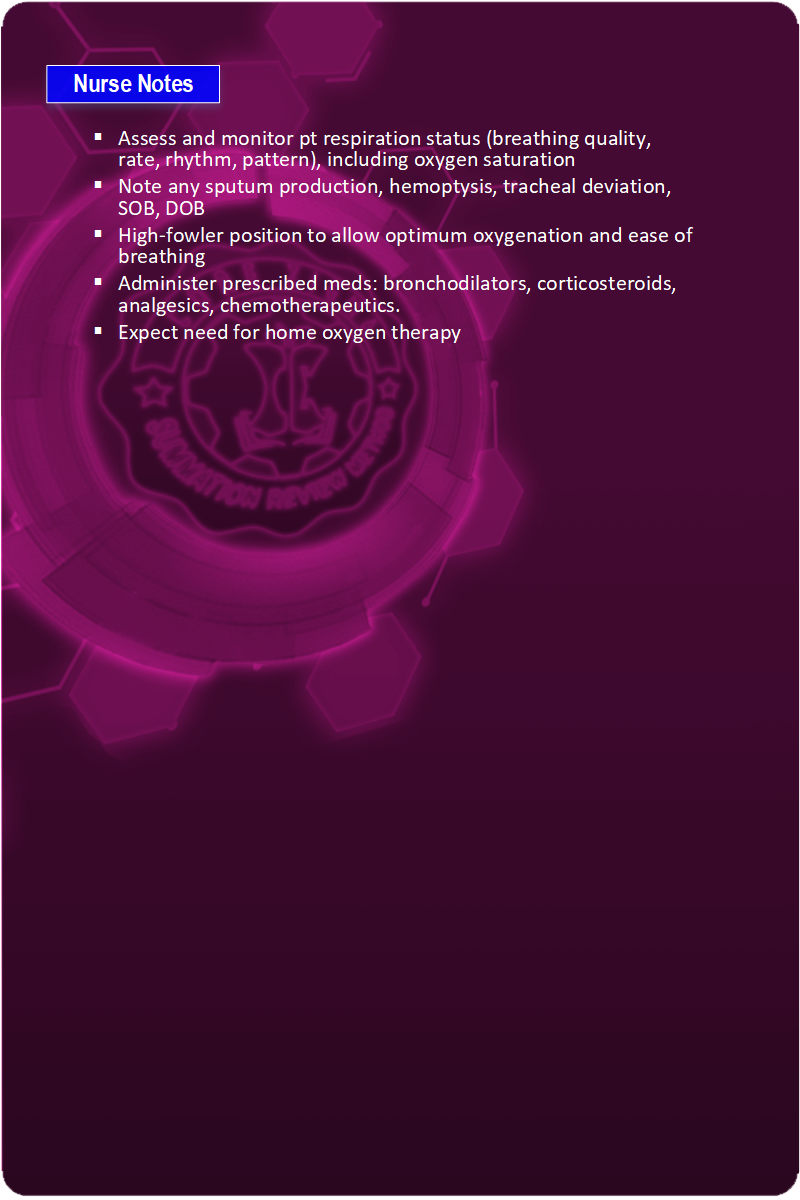 Nurse Notes
▪ Assess and monitor pt respiration status (breathing quality,
rate, rhythm, pattern), including oxygen saturation
▪ Note any sputum production, hemoptysis, tracheal deviation,
SOB, DOB
▪ High-fowler position to allow optimum oxygenation and ease of
breathing
▪ Administer prescribed meds: bronchodilators, corticosteroids,
analgesics, chemotherapeutics.
▪ Expect need for home oxygen therapy
REVIEW